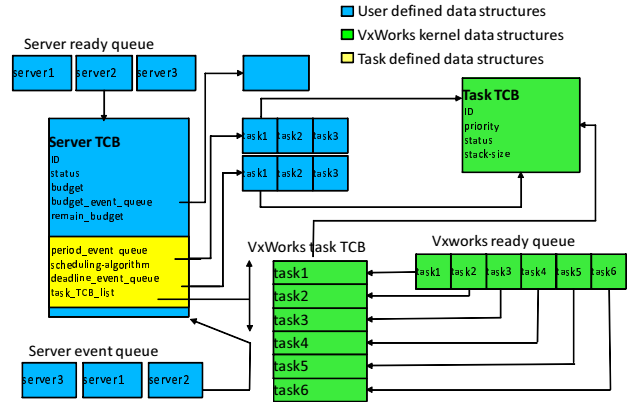 User defined data structures
VxWorks kernel data structures
Task defined data structures
Server ready queue
server1 server2 server3
Server TCB
ID
status
budget
budget_event_queue
remain_budget
period_event queue
scheduling-algorithm
deadline_event_queue
task_TCB_list
task1 task2 task3
task1 task2 task3
Task TCB
ID
priority
status
stack-size
VxWorks task TCB
task1
task2
task3
task4
task5
task6
Vxworks ready queue
task1 task2 task3 task4 task5 task6
Server event queue
server3 server1 server2